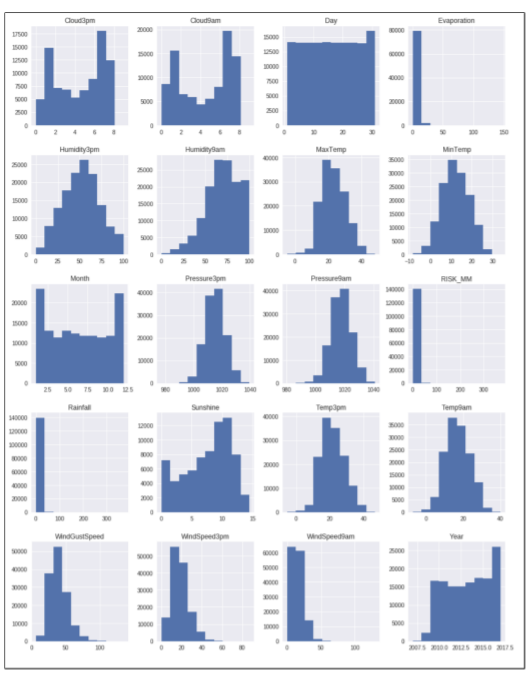 Cloud3pm Cloud9am Day Evaporation
17500 15000 12500 10000 7500 5000 2500 0
0 2 4 6 8
20000 15000 10000 5000 0
0 2 4 6 8
15000 12500 10000 7500 5000 2500 0
10 20 30
80000 60000 40000 20000 0
0 50 100 150
Humidity3pm Humidity9am MaxTemp MinTemp
25000 20000 15000 10000 5000 0
0 25 50 75 100
25000 20000 15000 10000 5000 0
0 25 50 75 100
40000 30000 20000 10000 0
0 20 40
35000 30000 25000 20000 15000 10000 5000 0
-10 0 10 20 30
Month Pressure3pm Pressure9am RISK_MM
20000 15000 10000 5000 0
2.5 5.0 7.5 10.0 12.5
40000 30000 20000 10000 0
980 1000 1020 1040
40000 30000 20000 10000 0
980 1000 1020 1040
140000 120000 100000 80000 60000 40000 20000 0
0 100 200 300
Rainfall Sunshine Temp3pm Temp9am
140000 120000 100000 80000 60000 40000 20000 0
0 100 200 300
12000 10000 8000 6000 4000 2000 0
0 5 10 15
40000 30000 20000 10000 0
0 20 40
35000 30000 25000 20000 15000 10000 5000 0
0 20 40
WindGustSpeed WindSpeed3pm WindSpeed9am Year
50000 40000 30000 20000 10000 0
0 50 100
50000 40000 30000 20000 10000 0
0 20 40 60 80
60000 50000 40000 30000 20000 10000 0
0 50 100
25000 20000 15000 10000 5000 0
2007.5 2010.0 2012.5 2015.0 2017.5